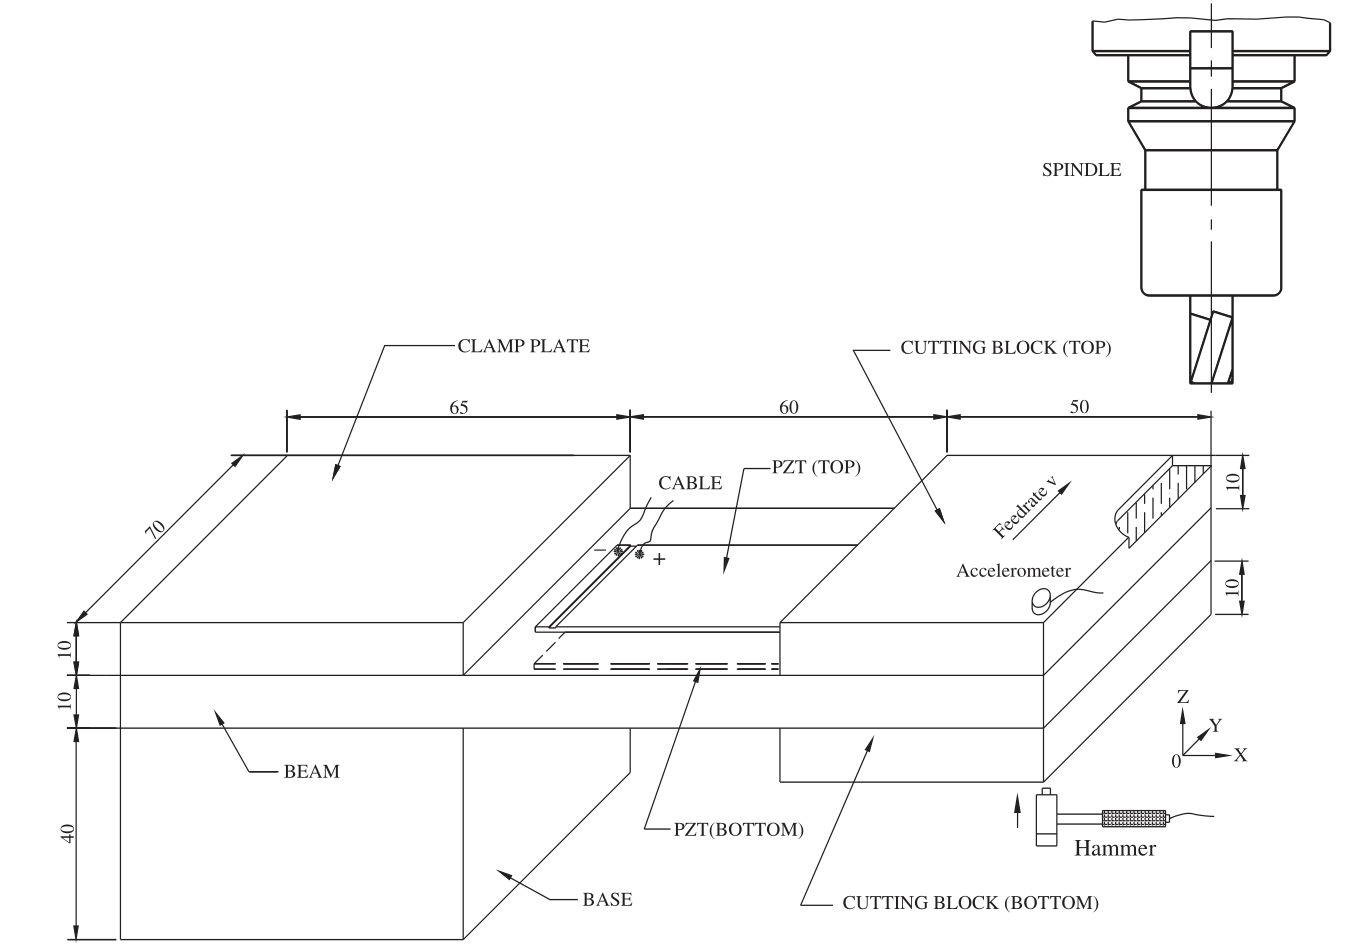 SPINDLE
CLAMP PLATE
CUTTING BLOCK (TOP)
65
60
50
PZT (TOP)
CABLE
10
Feedrate v
70
−
+
Accelerometer
10
10
10
Z
Y
0
X
BEAM
40
PZT(BOTTOM)
Hammer
BASE
CUTTING BLOCK (BOTTOM)